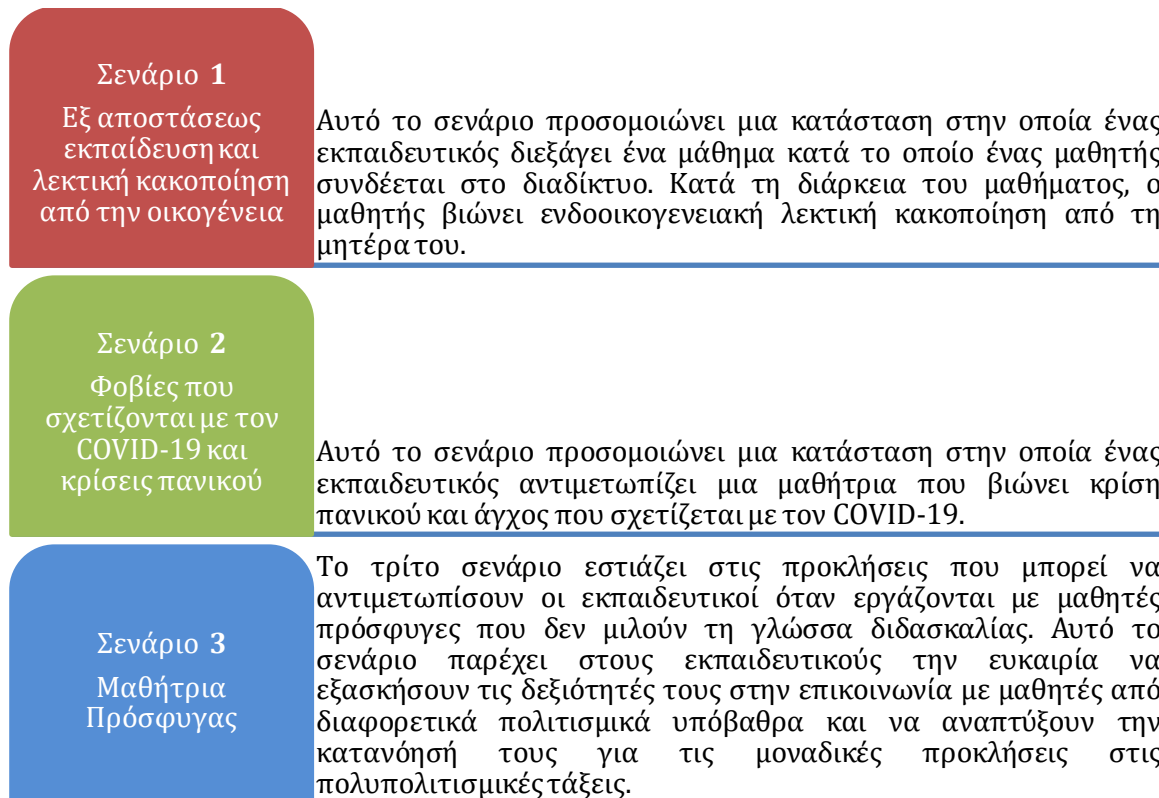 Σενάριο 1
Εξ αποστάσεως
εκπαίδευση και
λεκτική κακοποίηση
από την οικογένεια
Αυτό το σενάριο προσομοιώνει μια κατάσταση στην οποία ένας
εκπαιδευτικός διεξάγει ένα μάθημα κατά το οποίο ένας μαθητής
συνδέεται στο διαδίκτυο. Κατά τη διάρκεια του μαθήματος, ο
μαθητής βιώνει ενδοοικογενειακή λεκτική κακοποίηση από τη
μητέρα του.
Σενάριο 2
Φοβίες που
σχετίζονται με τον
COVID-19 και
κρίσεις πανικού
Αυτό το σενάριο προσομοιώνει μια κατάσταση στην οποία ένας
εκπαιδευτικός αντιμετωπίζει μια μαθήτρια που βιώνει κρίση
πανικού και άγχος που σχετίζεται με τον COVID-19.
Σενάριο 3
Μαθήτρια
Πρόσφυγας
Το τρίτο σενάριο εστιάζει στις προκλήσεις που μπορεί να
αντιμετωπίσουν οι εκπαιδευτικοί όταν εργάζονται με μαθητές
πρόσφυγες που δεν μιλούν τη γλώσσα διδασκαλίας. Αυτό το
σενάριο παρέχει στους εκπαιδευτικούς την ευκαιρία να
εξασκήσουν τις δεξιότητές τους στην επικοινωνία με μαθητές από
διαφορετικά πολιτισμικά υπόβαθρα και να αναπτύξουν την
κατανόησή τους για τις μοναδικές προκλήσεις στις
πολυπολιτισμικές τάξεις.